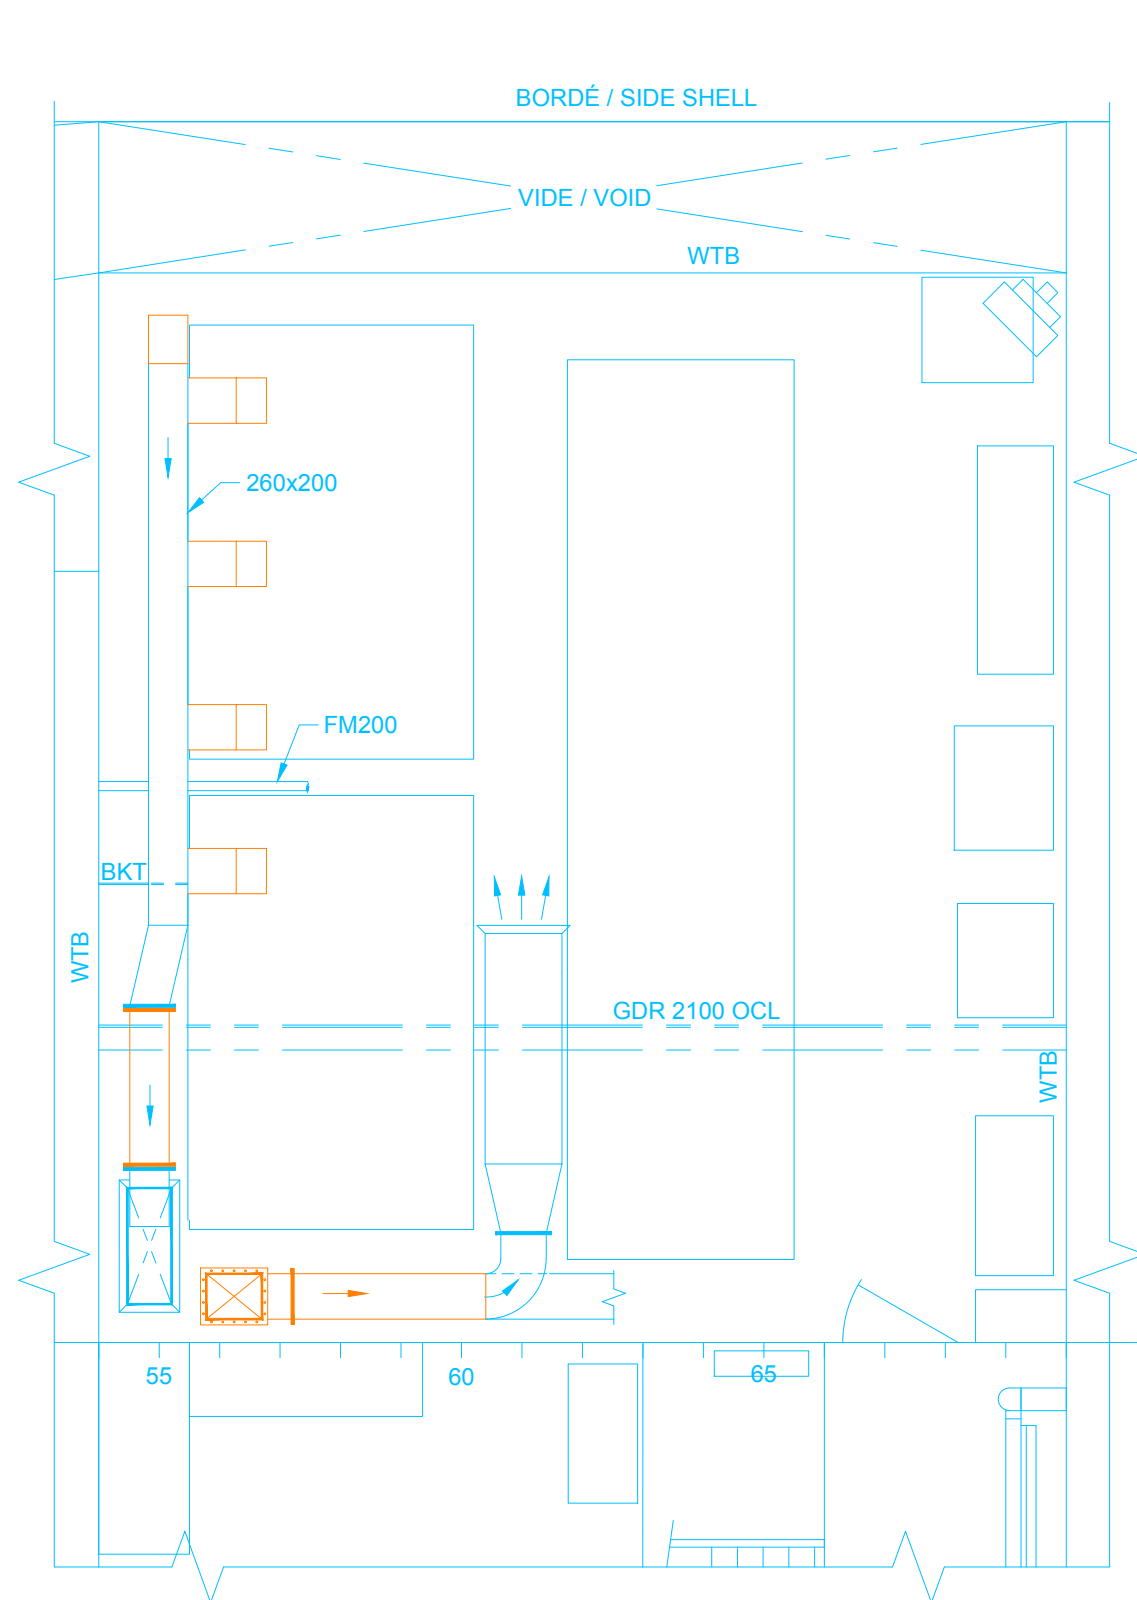 BORDÉ / SIDE SHELL
VIDE / VOID
WTB
260x200
FM200
BKT
WTB
GDR 2100 OCL
WTB
55
60
65